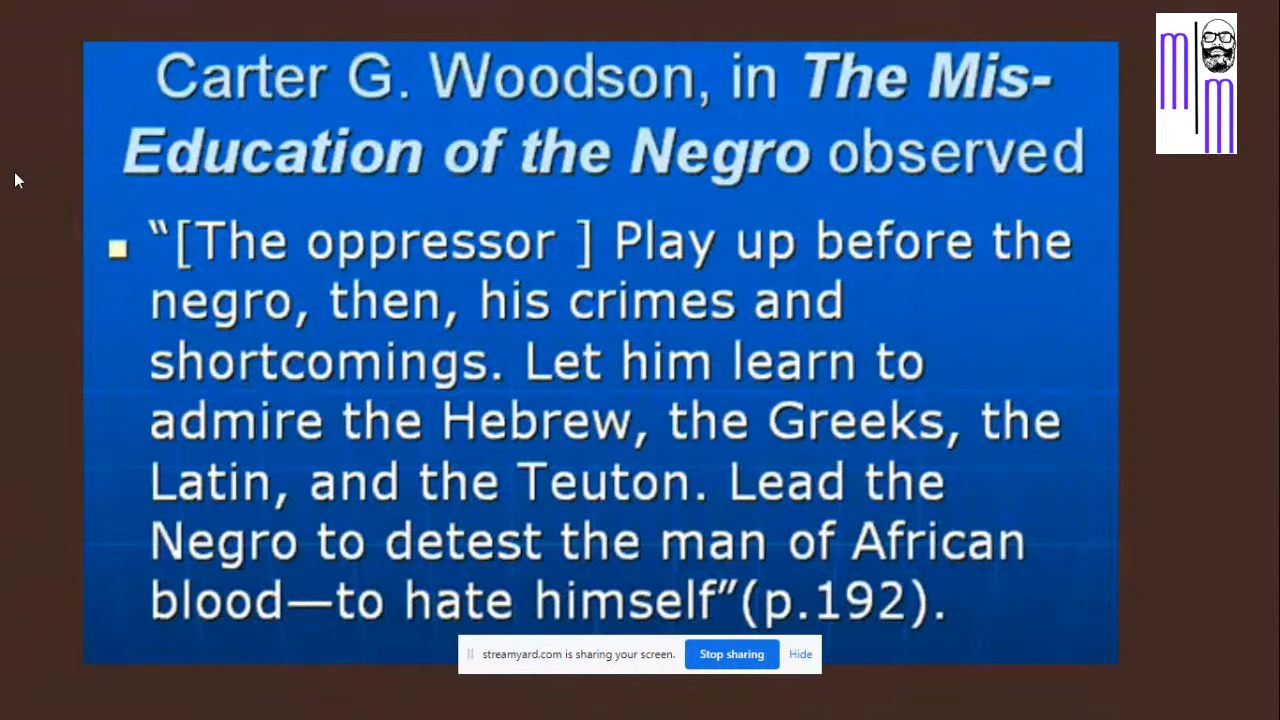 Carter G. Woodson, in The Mis-
Education of the Negro observed
“[The oppressor ] Play up before the
negro, then, his crimes and
shortcomings. Let him learn to
admire the Hebrew, the Greeks, the
Latin, and the Teuton. Lead the
Negro to detest the man of African
blood—to hate himself”(p.192).
streamyard.com is sharing your screen. Stop sharing Hide
m
m